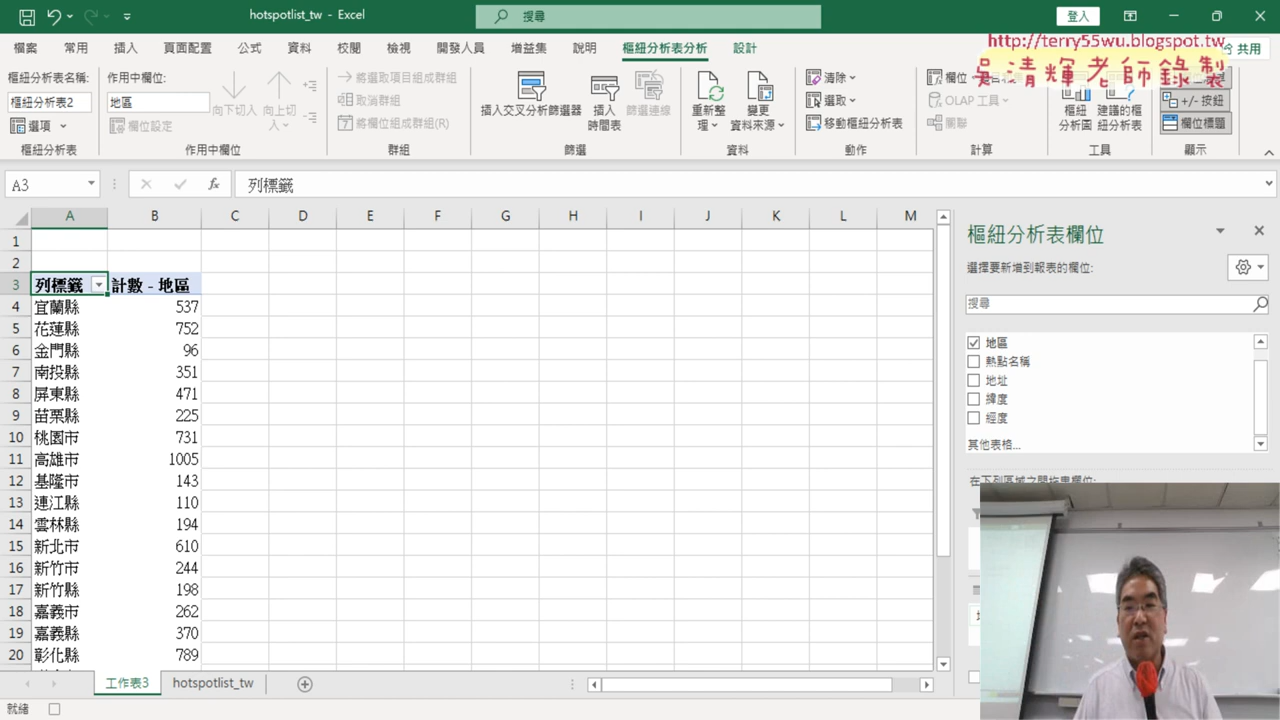 hotspotlist_tw - Excel
搜尋
登入
檔案 常用 插入 頁面配置 公式 資料 校閱 檢視 開發人員 增益集 說明 樞紐分析表分析 設計
共用
http://terry55wu.blogspot.tw
吳清輝老師錄製
樞紐分析表名稱:
樞紐分析表2
選項
樞紐分析表
作用中欄位:
地區
欄位設定
向下切入
向上切入
作用中欄位
將選取項目組成群組
取消群組
將欄位組成群組(R)
群組
插入交叉分析篩選器
插入時間表
篩選連線
篩選
重新整理
變更資料來源
資料
清除
選取
移動樞紐分析表
動作
欄位
OLAP 工具
關聯
計算
樞紐分析圖
建議的樞紐分析表
工具
+/- 按鈕
欄位標題
顯示
A3
fx
列標籤
A B C D E F G H I J K L M
1
2
3 列標籤 計數 - 地區
4 宜蘭縣 537
5 花蓮縣 752
6 金門縣 96
7 南投縣 351
8 屏東縣 471
9 苗栗縣 225
10 桃園市 731
11 高雄市 1005
12 基隆市 143
13 連江縣 110
14 雲林縣 194
15 新北市 610
16 新竹市 244
17 新竹縣 198
18 嘉義市 262
19 嘉義縣 370
20 彰化縣 789
工作表3 hotspotlist_tw
就緒
樞紐分析表欄位
選擇要新增到報表的欄位:
搜尋
地區
熱點名稱
地址
緯度
經度
其他表格...
在下列區域之間拖曳欄位: